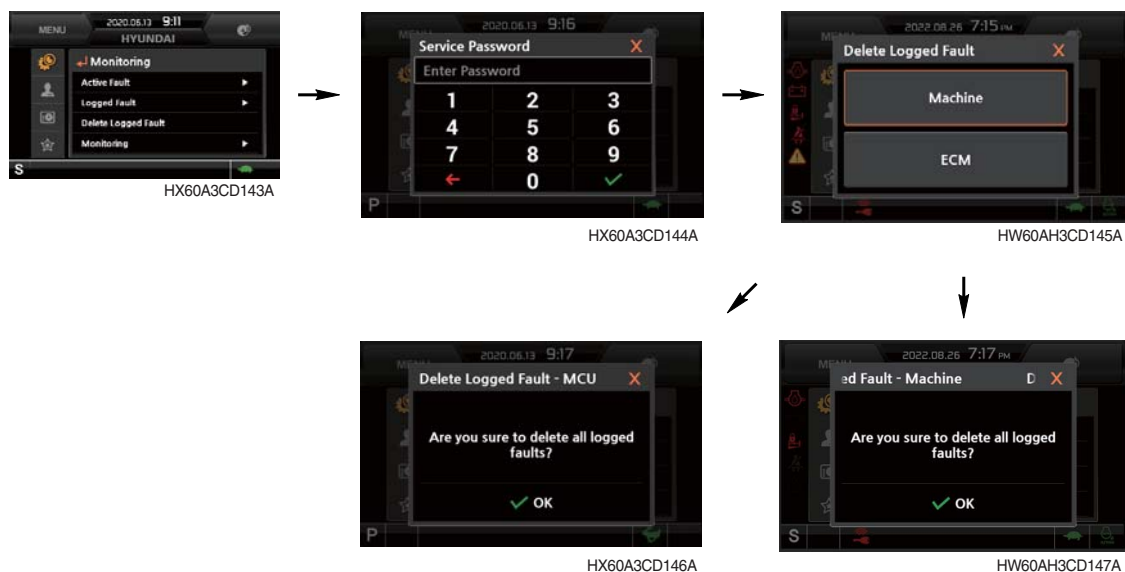 MENU
2020.06.13 9:11
HYUNDAI
Monitoring
Active Fault
Logged Fault
Delete Logged Fault
Monitoring
S
HX60A3CD143A
2020.06.13 9:16
Service Password X
Enter Password
1 2 3
4 5 6
7 8 9
0
P
HX60A3CD144A
2022.08.26 7:15 PM
Delete Logged Fault X
Machine
ECM
S
HW60AH3CD145A
2020.06.13 9:17
Delete Logged Fault - MCU X
Are you sure to delete all logged
faults?
OK
P
HX60A3CD146A
2022.08.26 7:17 PM
ed Fault - Machine D X
Are you sure to delete all logged
faults?
OK
S
HW60AH3CD147A